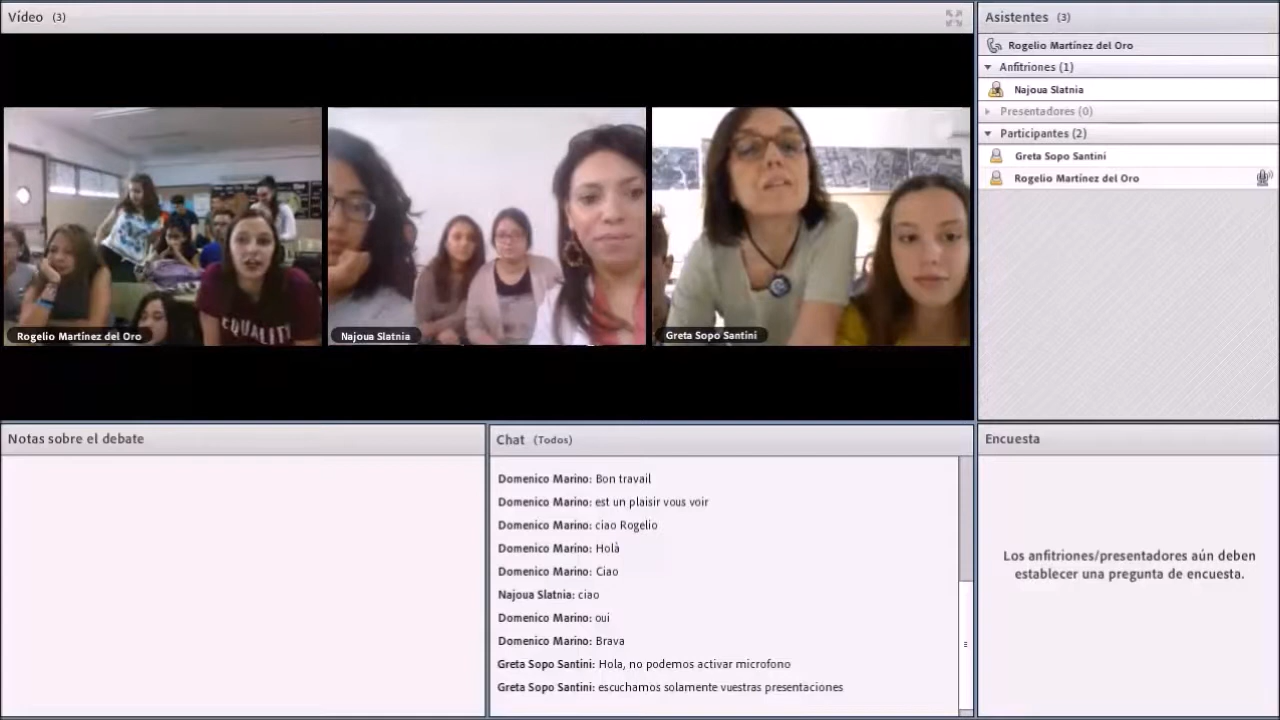 Vídeo (3)
Rogelio Martínez del Oro
EQUALITY
Najoua Slatnia
Greta Sopo Santini
Asistentes (3)
Rogelio Martínez del Oro
Anfitriones (1)
Najoua Slatnia
Presentadores (0)
Participantes (2)
Greta Sopo Santini
Rogelio Martínez del Oro
Notas sobre el debate
Chat (Todos)
Domenico Marino: Bon travail
Domenico Marino: est un plaisir vous voir
Domenico Marino: ciao Rogelio
Domenico Marino: Holà
Domenico Marino: Ciao
Najoua Slatnia: ciao
Domenico Marino: oui
Domenico Marino: Brava
Greta Sopo Santini: Hola, no podemos activar microfono
Greta Sopo Santini: escuchamos solamente vuestras presentaciones
Encuesta
Los anfitriones/presentadores aún deben
establecer una pregunta de encuesta.